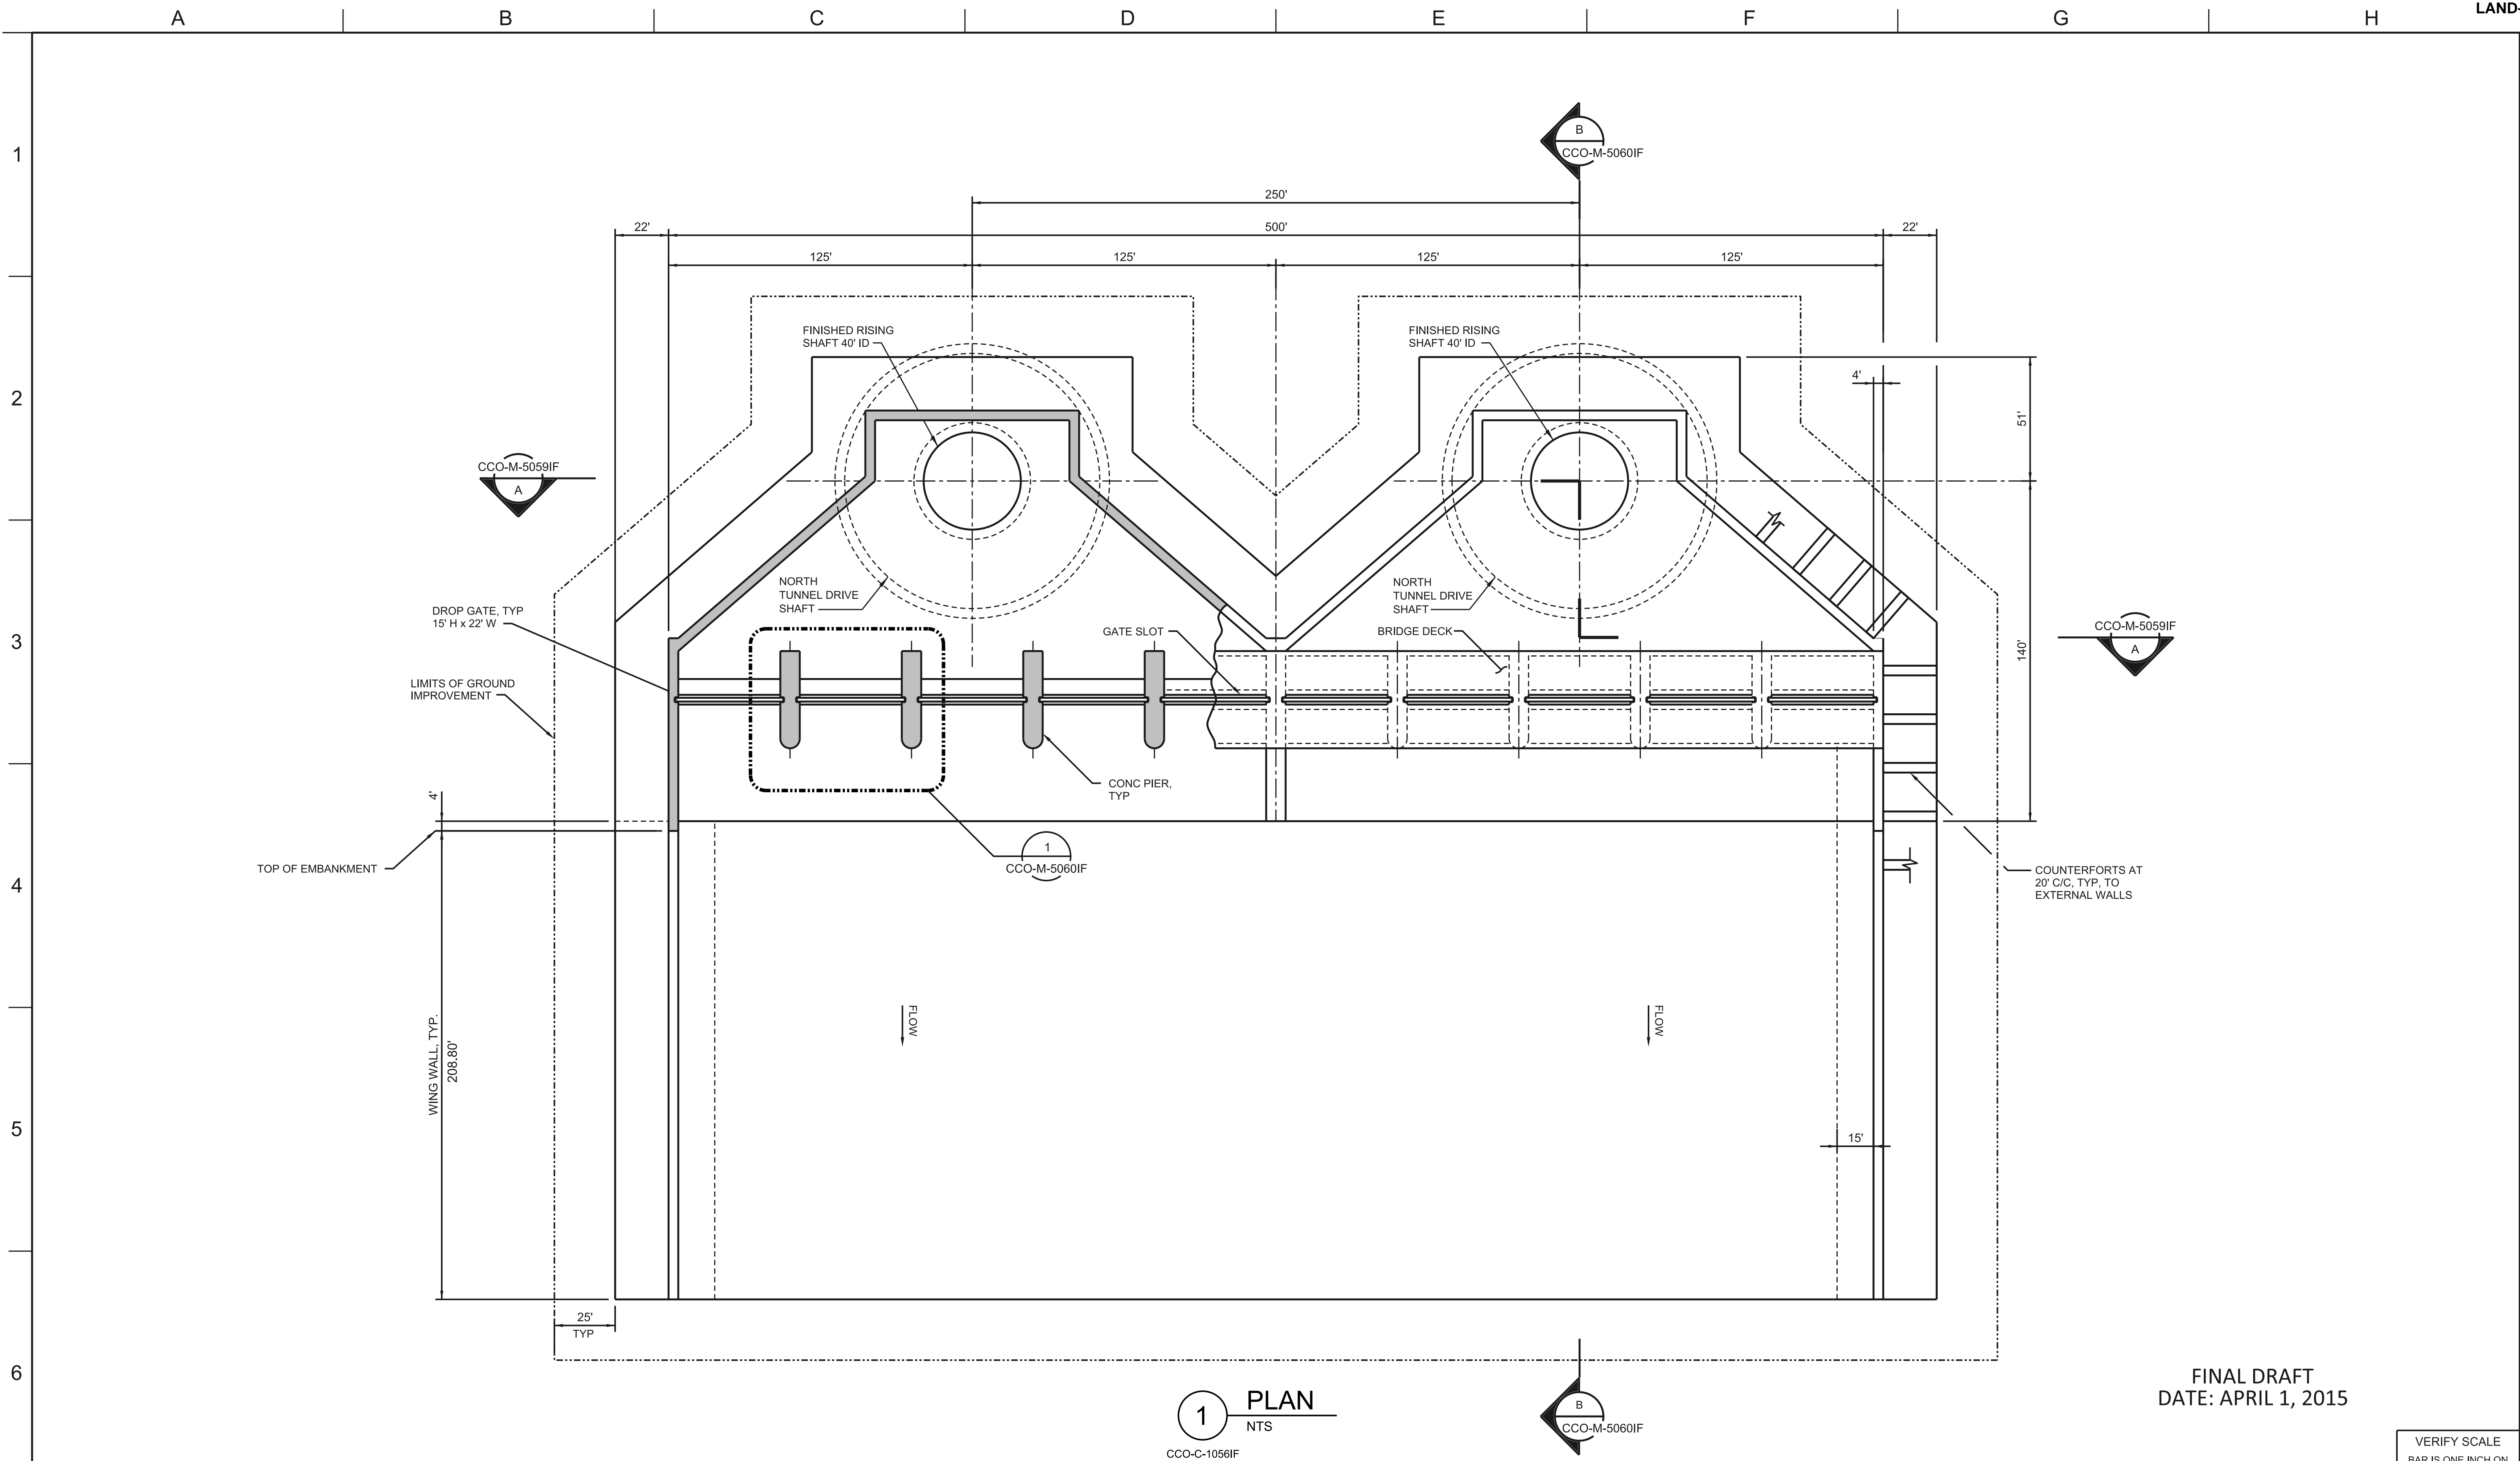 A B C D E F G H
LAND-
1
2
3
4
5
6
B
CCO-M-5060IF
250'
22'
500'
22'
125'
125'
125'
125'
FINISHED RISING
SHAFT 40' ID
FINISHED RISING
SHAFT 40' ID
4'
51'
CCO-M-5059IF
A
NORTH
TUNNEL DRIVE
SHAFT
NORTH
TUNNEL DRIVE
SHAFT
DROP GATE, TYP
15' H x 22' W
GATE SLOT
BRIDGE DECK
CCO-M-5059IF
A
140'
LIMITS OF GROUND
IMPROVEMENT
CONC PIER,
TYP
4'
TOP OF EMBANKMENT
1
CCO-M-5060IF
COUNTERFORTS AT
20' C/C, TYP, TO
EXTERNAL WALLS
FLOW
FLOW
WING WALL, TYP.
208.80'
15'
25'
TYP
1
PLAN
NTS
CCO-C-1056IF
B
CCO-M-5060IF
FINAL DRAFT
DATE: APRIL 1, 2015
VERIFY SCALE
BAR IS ONE INCH ON